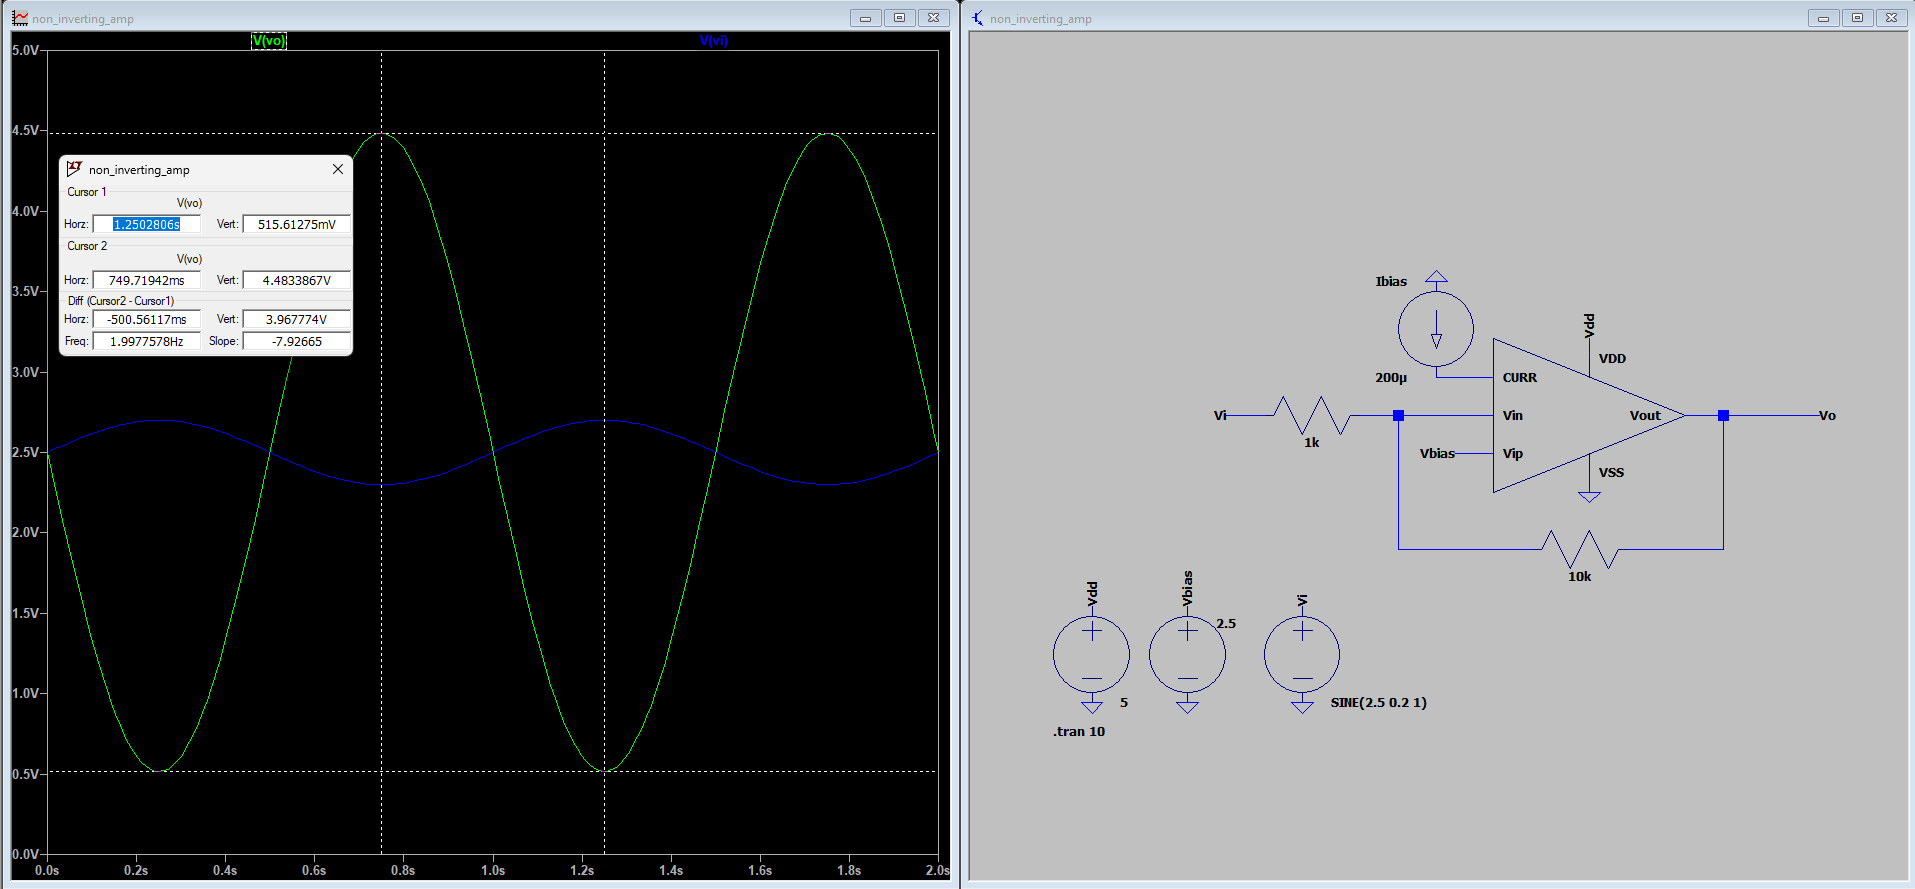 non_inverting_amp
V(vo)
V(vi)
5.0V
4.5V
4.0V
3.5V
3.0V
2.5V
2.0V
1.5V
1.0V
0.5V
0.0V
0.0s 0.2s 0.4s 0.6s 0.8s 1.0s 1.2s 1.4s 1.6s 1.8s 2.0s
non_inverting_amp
Cursor 1
V(vo)
Horz: 1.2502806s Vert: 515.61275mV
Cursor 2
V(vo)
Horz: 749.71942ms Vert: 4.4833867V
Diff (Cursor2 - Cursor1)
Horz: -500.56117ms Vert: 3.967774V
Freq: 1.9977578Hz Slope: -7.92665
non_inverting_amp
Ibias
200µ
Vdd
VDD
CURR
Vi
1k
Vin
Vout
Vo
Vbias
Vip
VSS
10k
Vdd
5
Vbias
2.5
Vi
SINE(2.5 0.2 1)
.tran 10